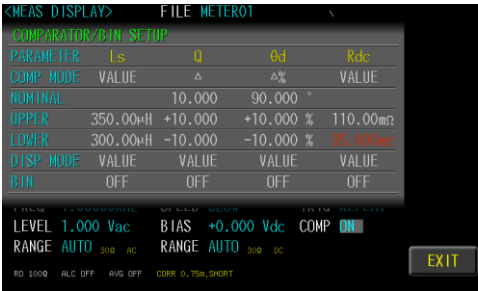 <MEAS DISPLAY> FILE METER01
COMPARATOR/BIN SETUP
PARAMETER Ls Q θd Rdc
COMP MODE VALUE △ △% VALUE
NOMINAL 10.000 90.000 °
UPPER 350.00μH +10.000 +10.000 % 110.00mΩ
LOWER 300.00μH -10.000 -10.000 %
DISP MODE VALUE VALUE VALUE VALUE
BIN OFF OFF OFF OFF
LEVEL 1.000 Vac BIAS +0.000 Vdc COMP ON
RANGE AUTO 30Ω AC RANGE AUTO 30Ω DC
EXIT
RO 100Ω ALC OFF AVG OFF CORR 0.75m,SHORT